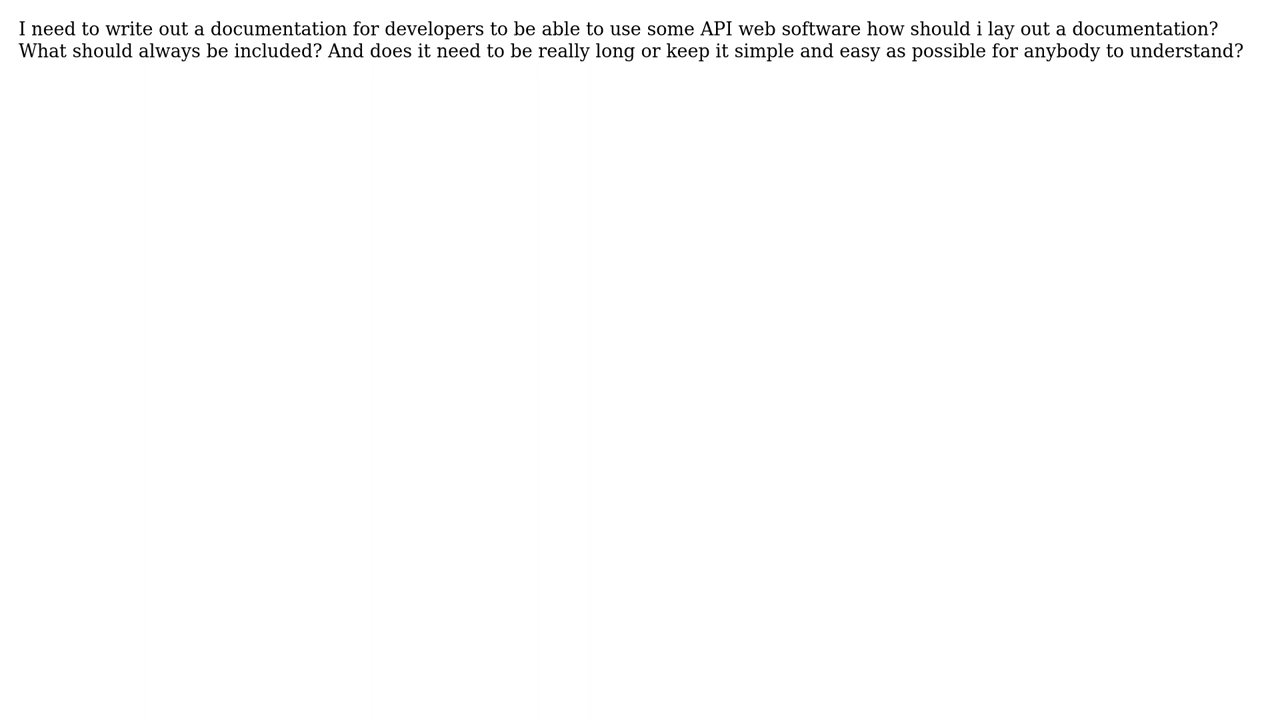 I need to write out a documentation for developers to be able to use some API web software how should i lay out a documentation?
What should always be included? And does it need to be really long or keep it simple and easy as possible for anybody to understand?